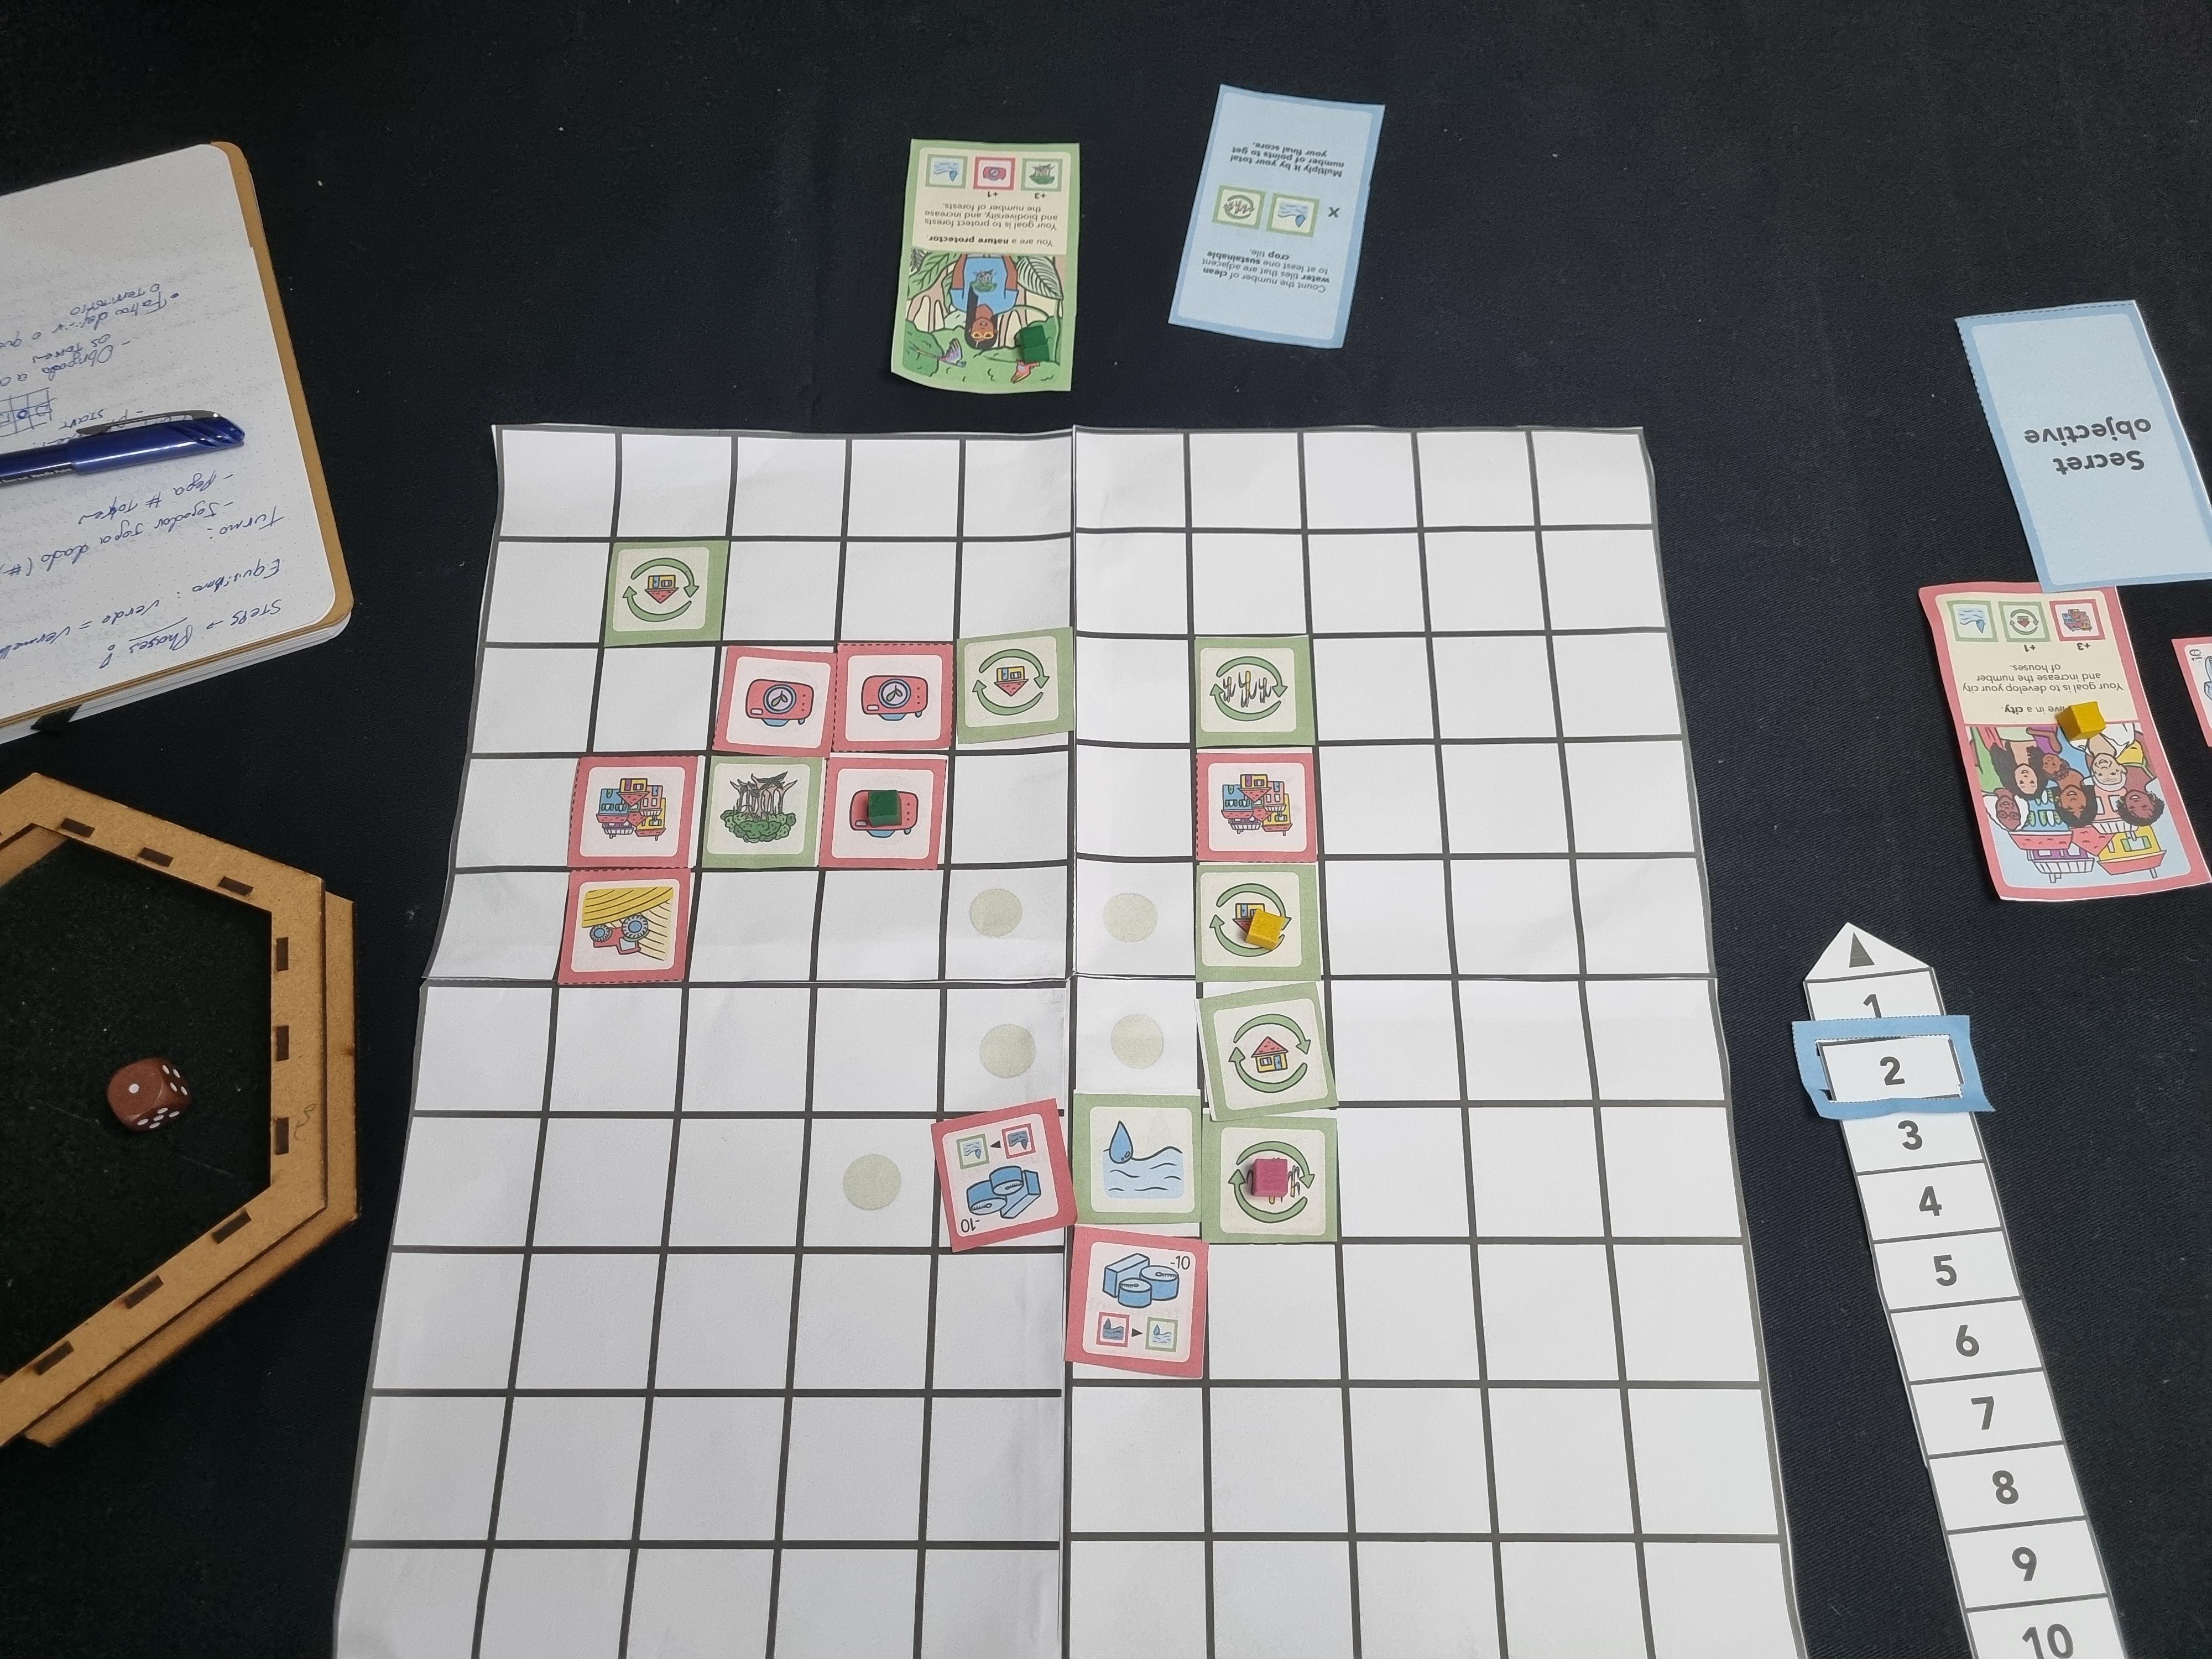 Count the number of clean
water tiles that are adjacent
to at least one sustainable
crop tile.
x
Multiply it by your total
number of points to get
your final score.
You are a nature protector.
Your goal is to protect forests
and biodiversity, and increase
the number of forests.
+3
+1
Secret
objective
live in a city.
Your goal is to develop your city
and increase the number
of houses.
+3
+1
10
Steps → Phases
Equilíbrio: Verde =
Turno:
- Jogador joga dado (#
- Pega #
- Obrigado a
o território
-10
-10
1
2
3
4
5
6
7
8
9
10